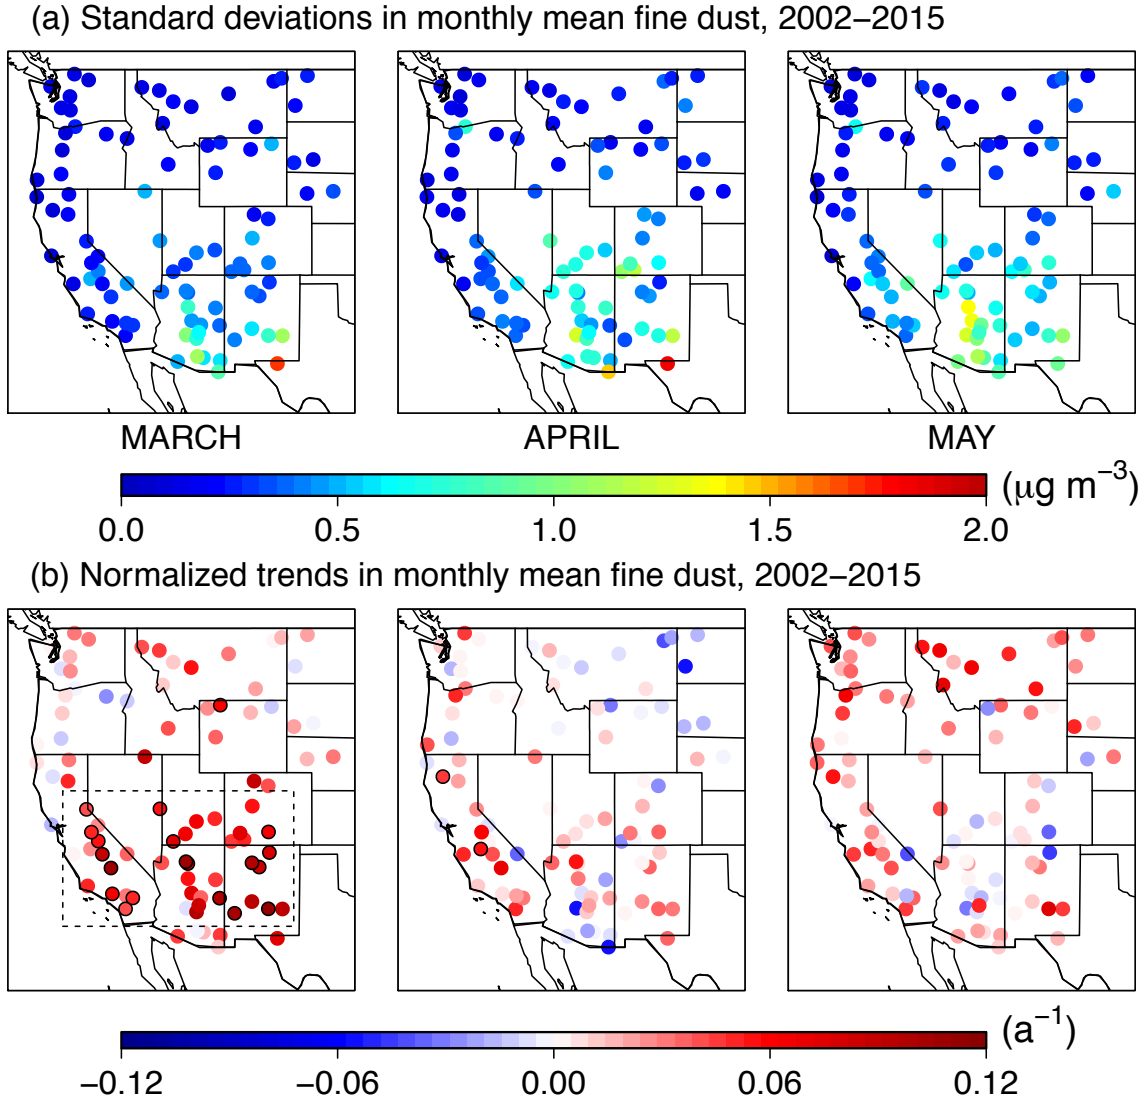 (a) Standard deviations in monthly mean fine dust, 2002−2015
MARCH APRIL MAY
(μg m⁻³)
0.0 0.5 1.0 1.5 2.0
(b) Normalized trends in monthly mean fine dust, 2002−2015
(a⁻¹)
−0.12 −0.06 0.00 0.06 0.12